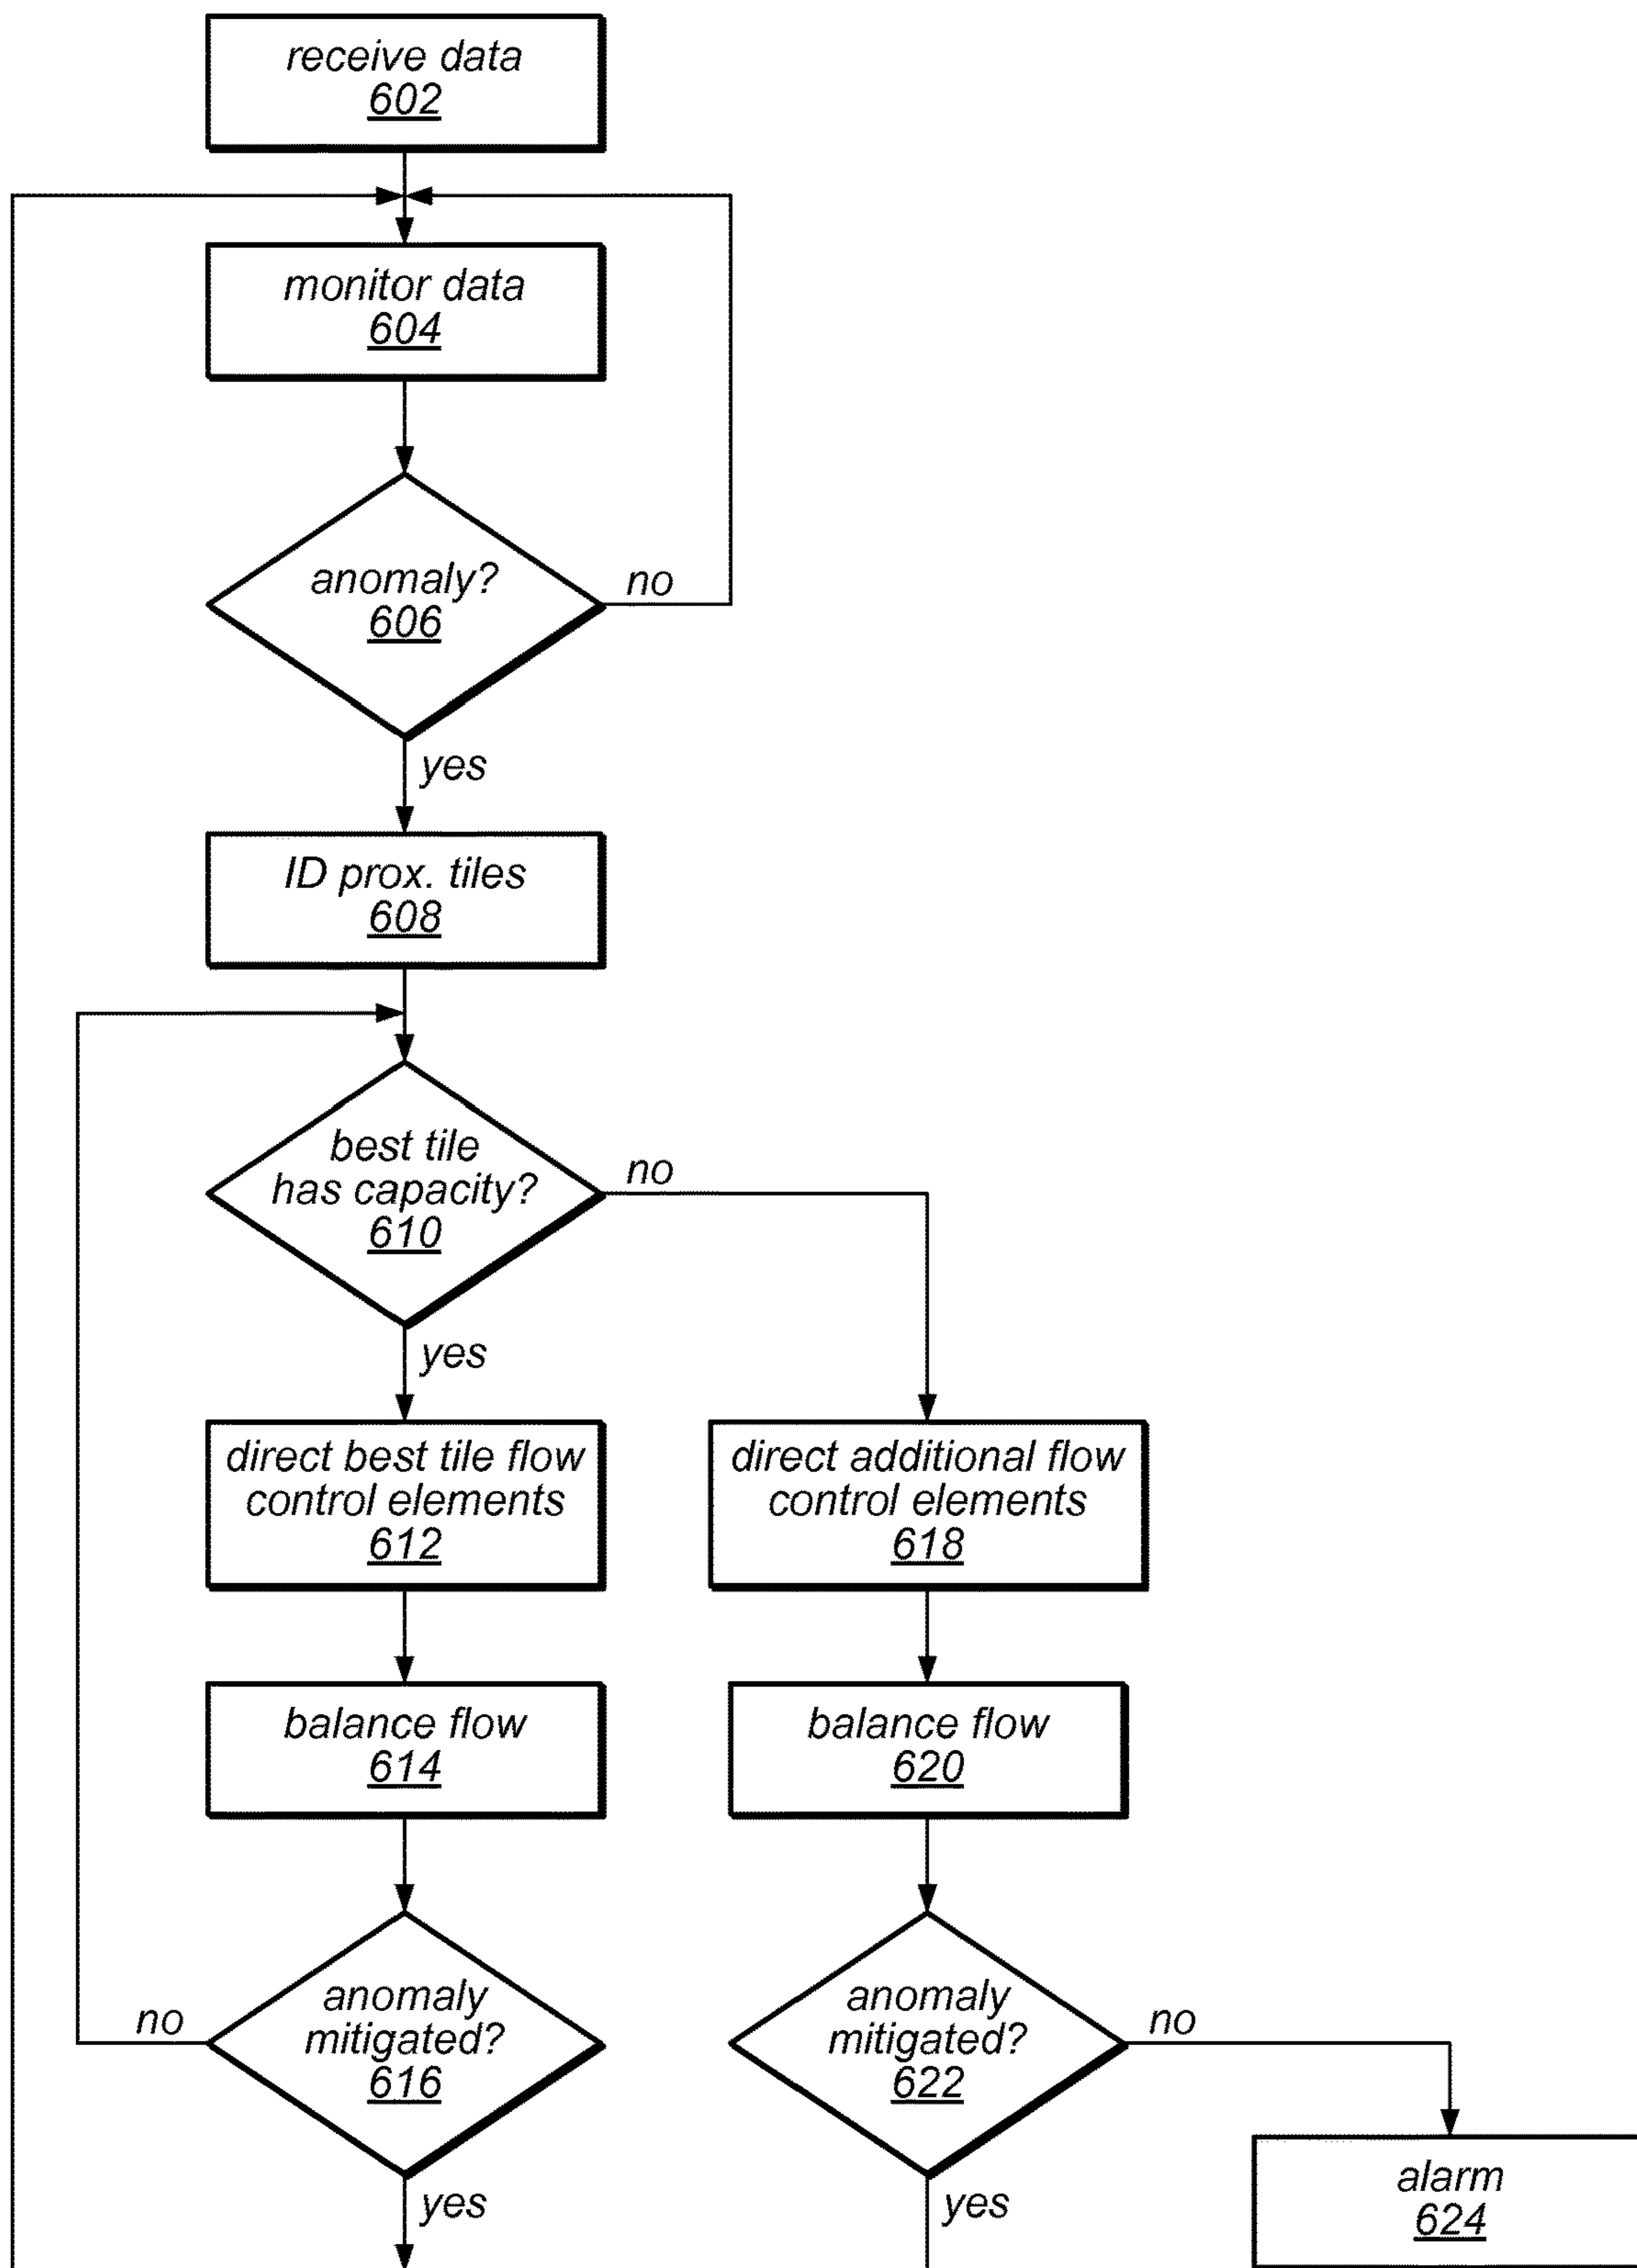 receive data
602
monitor data
604
anomaly?
606
no
yes
ID prox. tiles
608
best tile
has capacity?
610
no
yes
direct best tile flow
control elements
612
direct additional flow
control elements
618
balance flow
614
balance flow
620
anomaly
mitigated?
616
no
yes
anomaly
mitigated?
622
no
yes
alarm
624